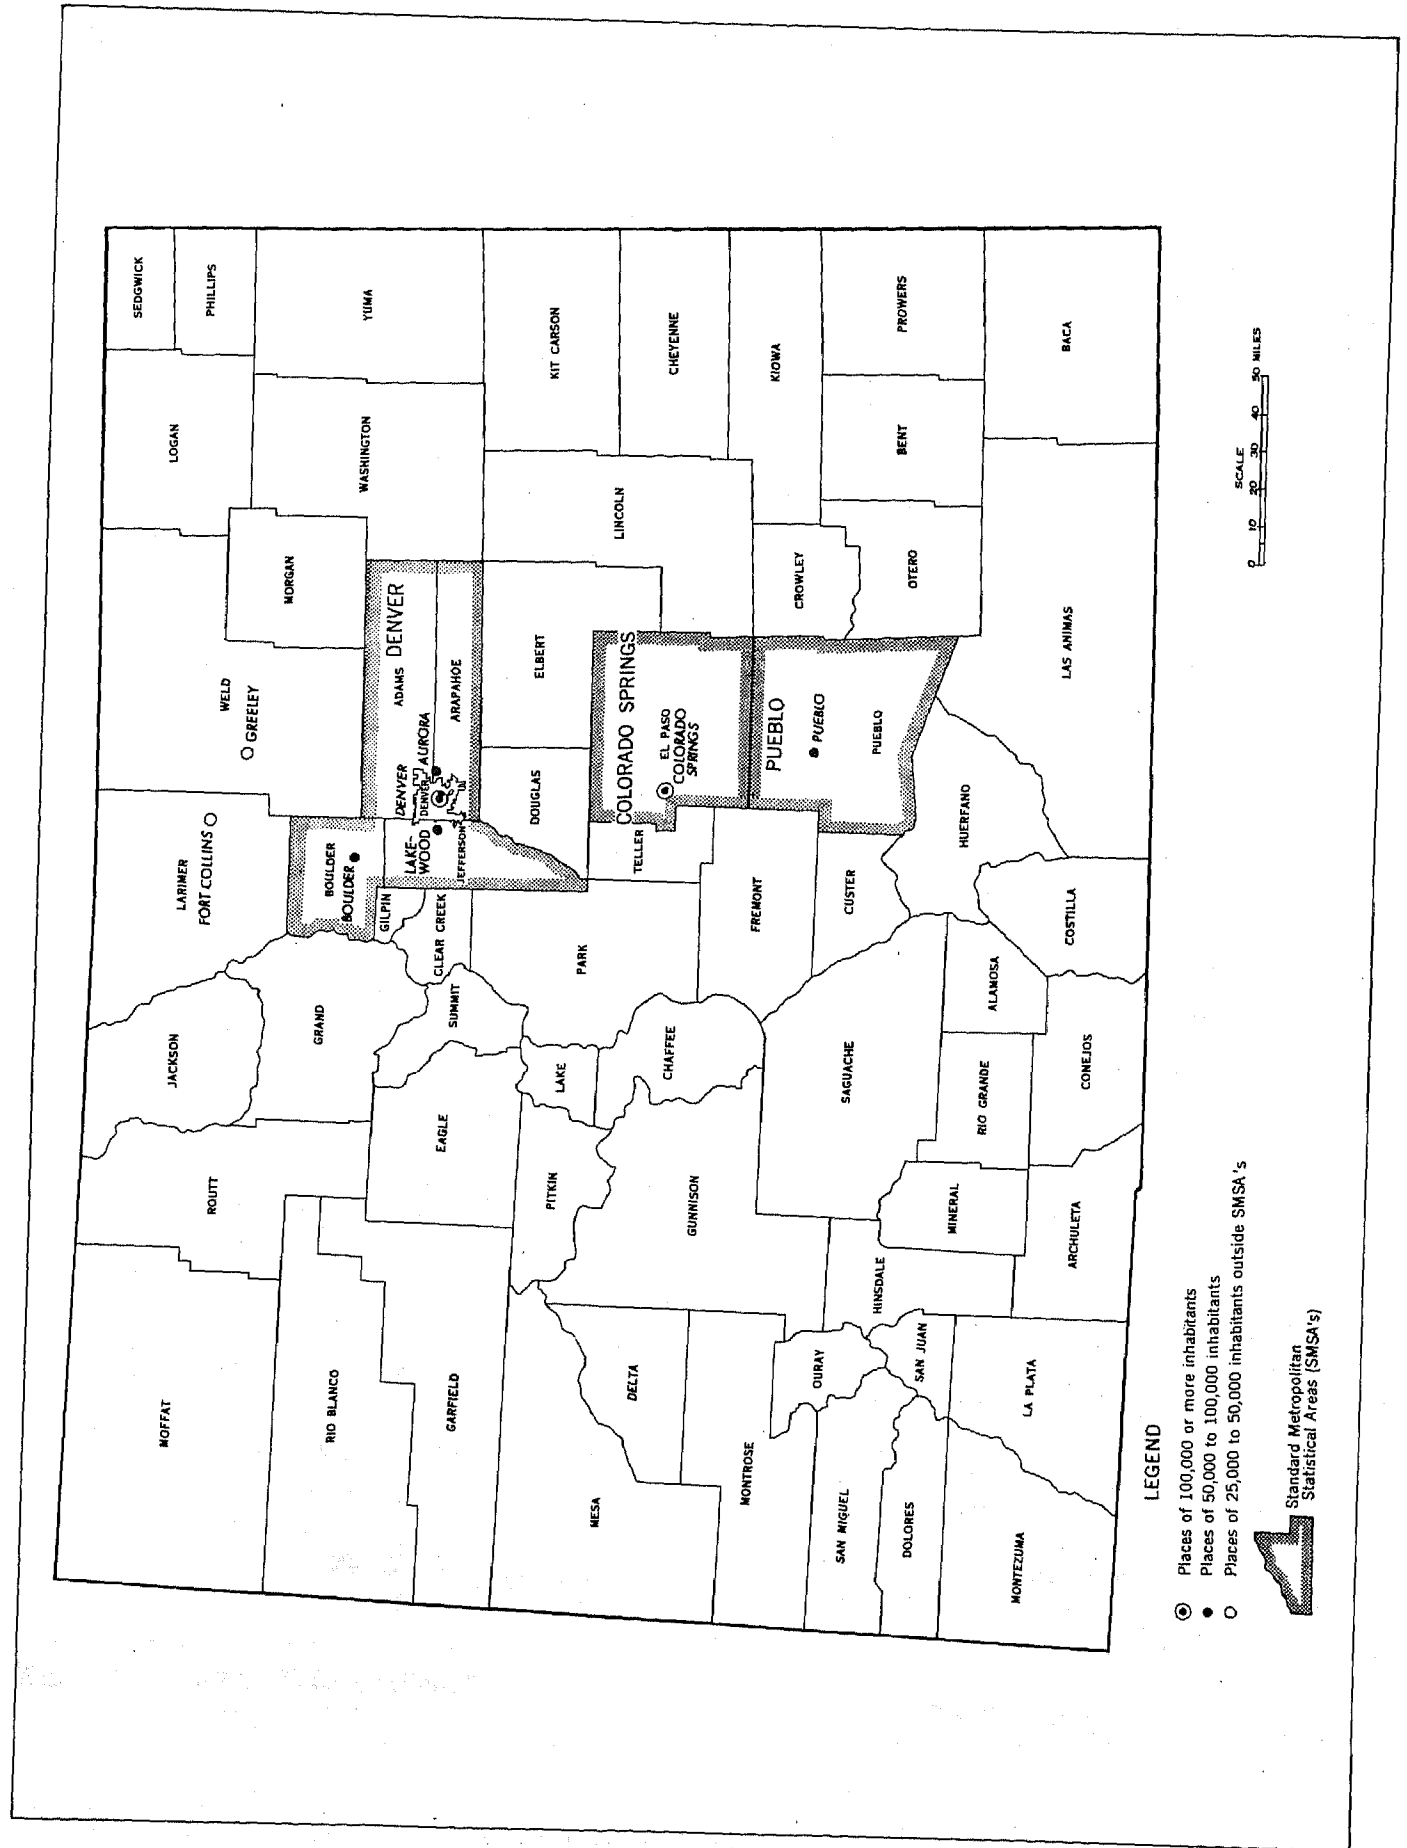 MOFFAT
ROUTT
JACKSON
LARIMER
FORT COLLINS
WELD
GREELEY
LOGAN
SEDGWICK
PHILLIPS
MORGAN
WASHINGTON
YUMA
RIO BLANCO
GRAND
BOULDER
BOULDER
GILPIN
ADAMS
DENVER
DENVER
DENVER
AURORA
ARAPAHOE
LAKE-
WOOD
JEFFERSON
CLEAR CREEK
SUMMIT
EAGLE
GARFIELD
PITKIN
LAKE
PARK
DOUGLAS
ELBERT
LINCOLN
KIT CARSON
CHEYENNE
MESA
DELTA
GUNNISON
CHAFFEE
TELLER
COLORADO SPRINGS
EL PASO
COLORADO
SPRINGS
KIOWA
MONTROSE
OURAY
HINSDALE
SAGUACHE
FREMONT
CUSTER
PUEBLO
PUEBLO
PUEBLO
CROWLEY
OTERO
BENT
PROWERS
SAN MIGUEL
DOLORES
SAN JUAN
MINERAL
RIO GRANDE
ALAMOSA
HUERFANO
LAS ANIMAS
BACA
MONTEZUMA
LA PLATA
ARCHULETA
CONEJOS
COSTILLA
LEGEND
Places of 100,000 or more inhabitants
Places of 50,000 to 100,000 inhabitants
Places of 25,000 to 50,000 inhabitants outside SMSA's
Standard Metropolitan
Statistical Areas (SMSA's)
SCALE
0 10 20 30 40 50 MILES